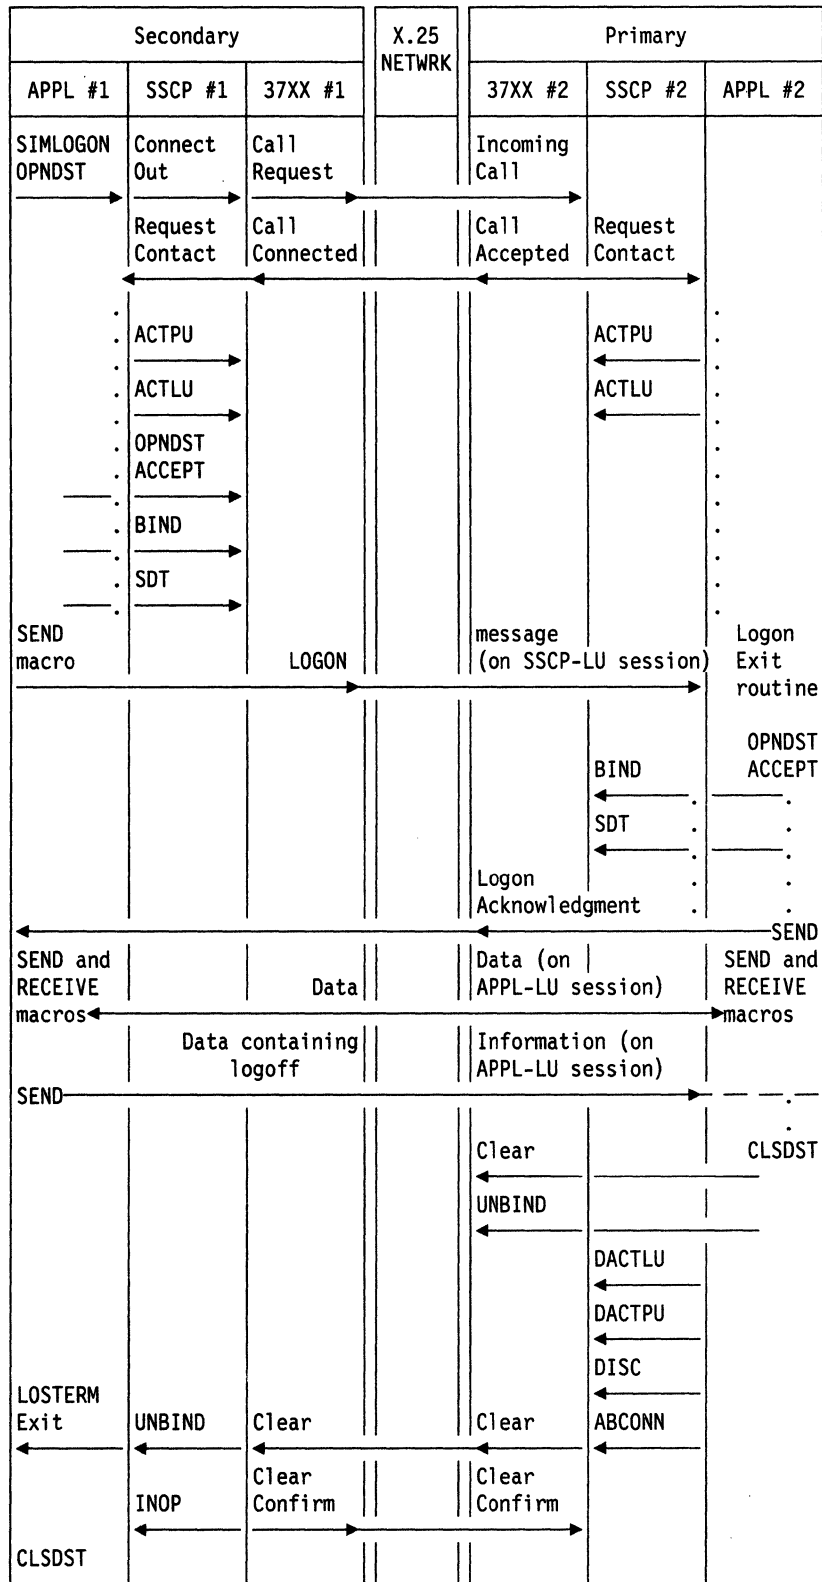 Secondary X.25 Primary
NETWRK
APPL #1 SSCP #1 37XX #1 37XX #2 SSCP #2 APPL #2
SIMLOGON Connect Call Incoming
OPNDST Out Request Call
Request Call Call Request
Contact Connected Accepted Contact
ACTPU ACTPU
ACTLU ACTLU
OPNDST
ACCEPT
BIND
SDT
SEND message Logon
macro LOGON (on SSCP-LU session) Exit
routine
OPNDST
BIND ACCEPT
SDT
Logon
Acknowledgment
SEND
SEND and Data (on SEND and
RECEIVE Data APPL-LU session) RECEIVE
macros macros
Data containing Information (on
logoff APPL-LU session)
SEND
Clear CLSDST
UNBIND
DACTLU
DACTPU
DISC
LOSTERM
Exit UNBIND Clear Clear ABCONN
Clear Clear
INOP Confirm Confirm
CLSDST